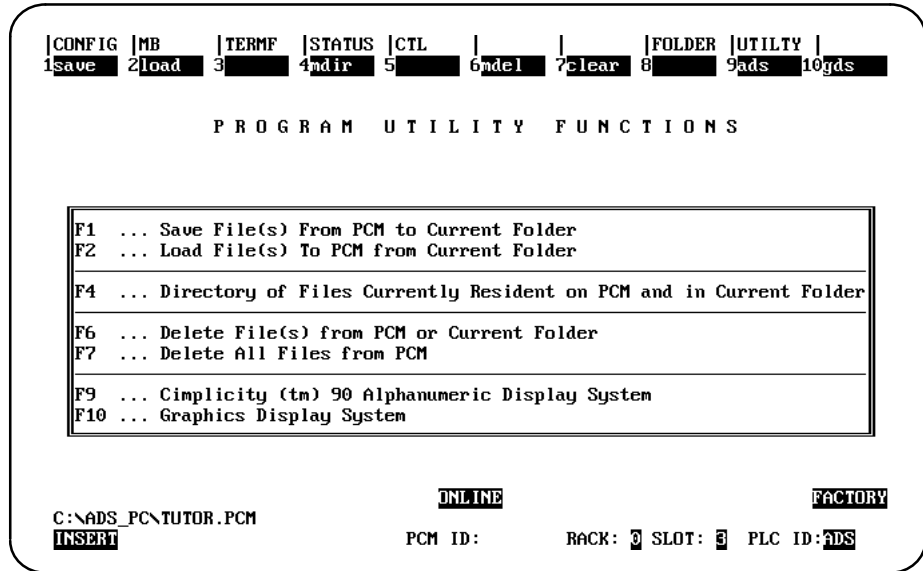 |CONFIG |MB |TERMF |STATUS |CTL | | |FOLDER |UTILTY |
1save 2load 3 4mdir 5 6mdel 7clear 8 9ads 10gds
P R O G R A M U T I L I T Y F U N C T I O N S
F1 ... Save File(s) From PCM to Current Folder
F2 ... Load File(s) To PCM from Current Folder
F4 ... Directory of Files Currently Resident on PCM and in Current Folder
F6 ... Delete File(s) from PCM or Current Folder
F7 ... Delete All Files from PCM
F9 ... Cimplicity (tm) 90 Alphanumeric Display System
F10 ... Graphics Display System
ONLINE FACTORY
C:\ADS_PC\TUTOR.PCM
INSERT PCM ID: RACK: 0 SLOT: 3 PLC ID:ADS